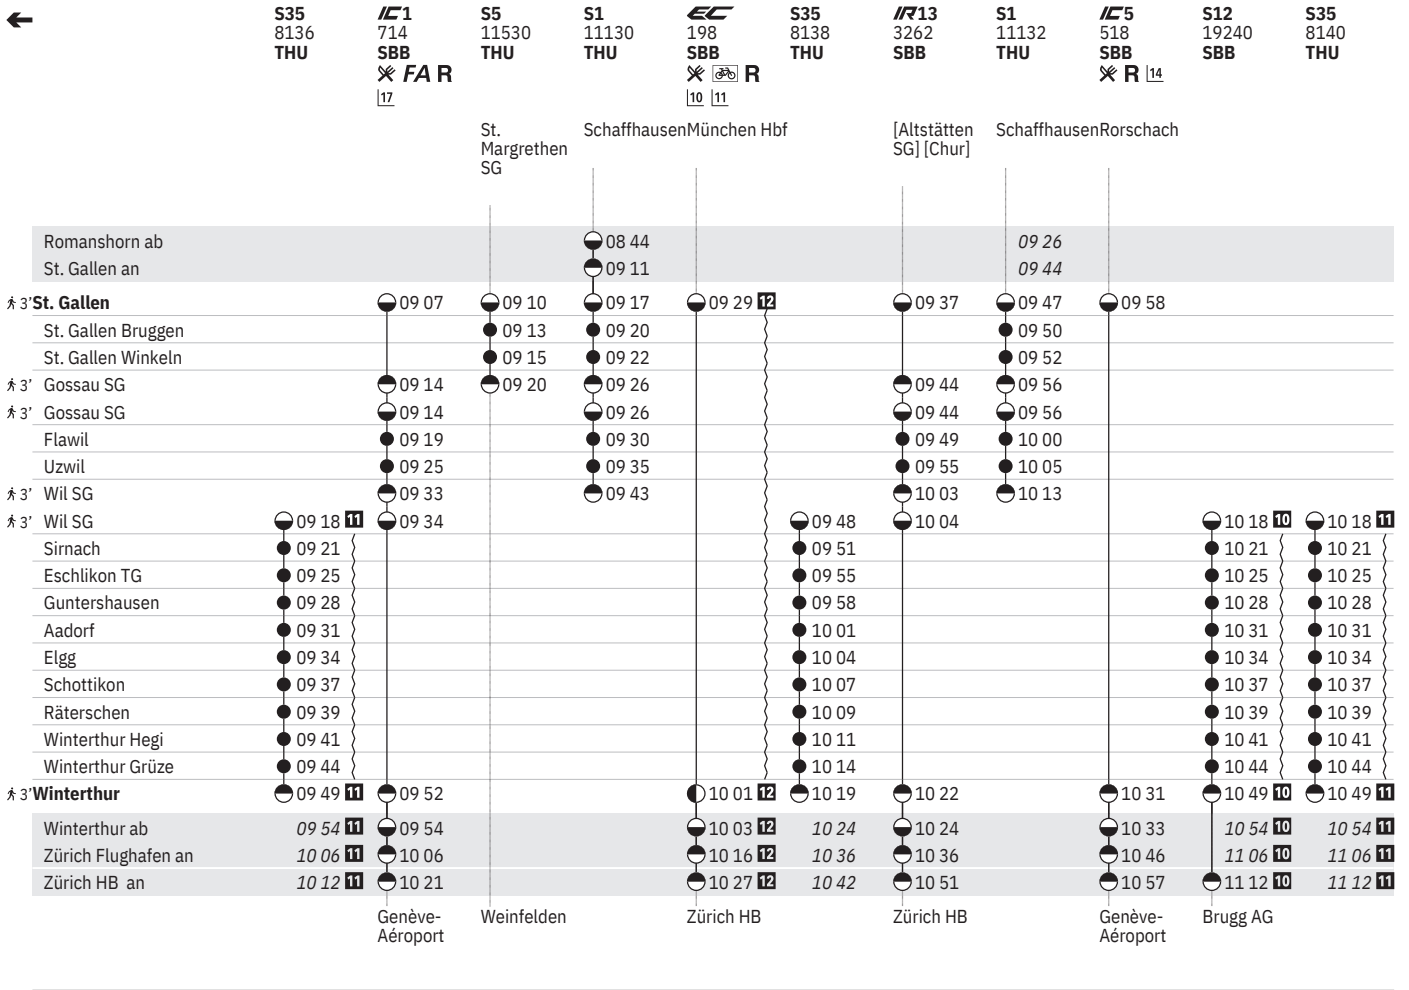 S35 IC1 S5 S1 EC S35 IR13 S1 IC5 S12 S35
8136 714 11530 11130 198 8138 3262 11132 518 19240 8140
THU SBB THU THU SBB THU SBB THU SBB SBB THU
FA R R R 14
17 10 11
St. Schaffhausen München Hbf [Altstätten Schaffhausen Rorschach
Margrethen SG] [Chur]
SG
Romanshorn ab 08 44 09 26
St. Gallen an 09 11 09 44
3’ St. Gallen 09 07 09 10 09 17 09 29 12 09 37 09 47 09 58
St. Gallen Bruggen 09 13 09 20 09 50
St. Gallen Winkeln 09 15 09 22 09 52
3’ Gossau SG 09 14 09 20 09 26 09 44 09 56
3’ Gossau SG 09 14 09 26 09 44 09 56
Flawil 09 19 09 30 09 49 10 00
Uzwil 09 25 09 35 09 55 10 05
3’ Wil SG 09 33 09 43 10 03 10 13
3’ Wil SG 09 18 11 09 34 09 48 10 04 10 18 10 10 18 11
Sirnach 09 21 09 51 10 21 10 21
Eschlikon TG 09 25 09 55 10 25 10 25
Guntershausen 09 28 09 58 10 28 10 28
Aadorf 09 31 10 01 10 31 10 31
Elgg 09 34 10 04 10 34 10 34
Schottikon 09 37 10 07 10 37 10 37
Räterschen 09 39 10 09 10 39 10 39
Winterthur Hegi 09 41 10 11 10 41 10 41
Winterthur Grüze 09 44 10 14 10 44 10 44
3’ Winterthur 09 49 11 09 52 10 01 12 10 19 10 22 10 31 10 49 10 10 49 11
Winterthur ab 09 54 11 09 54 10 03 12 10 24 10 24 10 33 10 54 10 10 54 11
Zürich Flughafen an 10 06 11 10 06 10 16 12 10 36 10 36 10 46 11 06 10 11 06 11
Zürich HB an 10 12 11 10 21 10 27 12 10 42 10 51 10 57 11 12 10 11 12 11
Genève- Weinfelden Zürich HB Zürich HB Genève- Brugg AG
Aéroport Aéroport